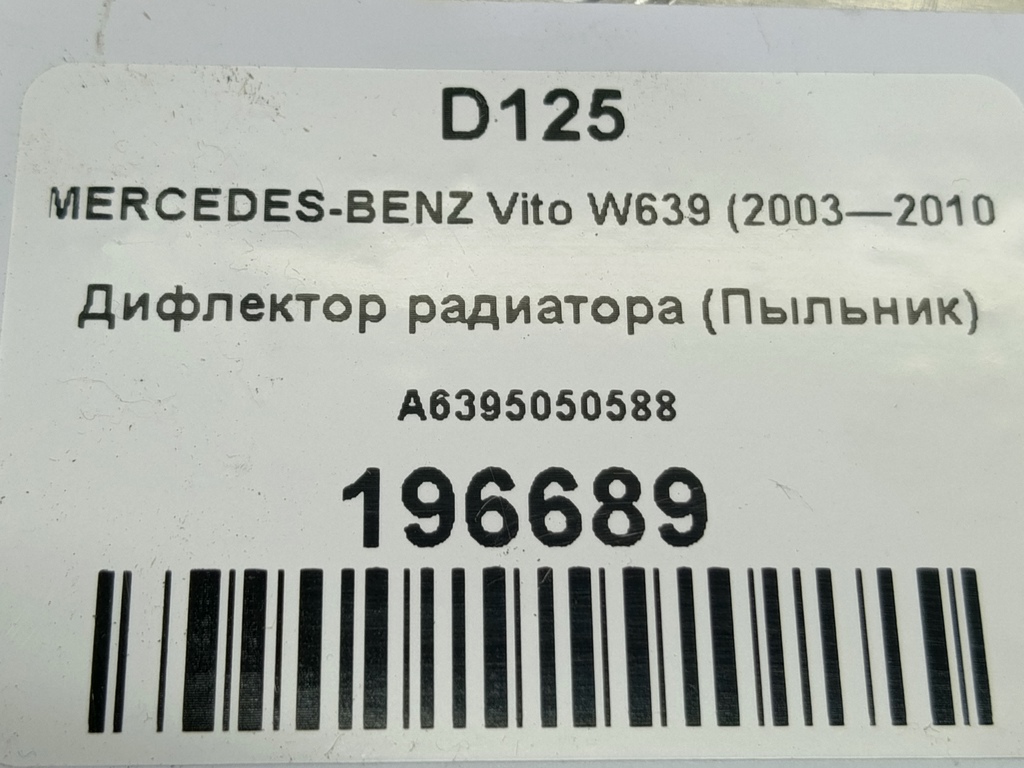 D125
MERCEDES-BENZ Vito W639 (2003—2010
Дифлектор радиатора (Пыльник)
A6395050588
196689